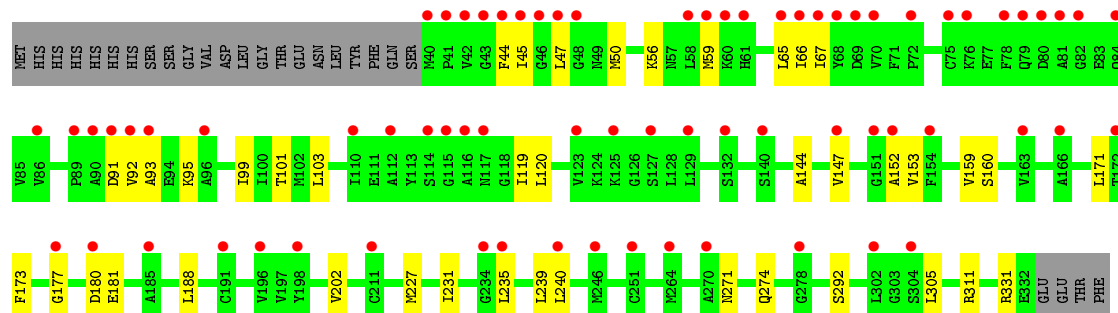 MET HIS HIS HIS HIS HIS HIS SER SER GLY VAL ASP LEU GLY THR GLU ASN LEU TYR PHE GLN SER M40 P41 V42 G43 F44 I45 G46 L47 G48 N49 M50 K56 N57 L58 M59 K60 H61 L65 I66 I67 Y68 D69 V70 F71 P72 C75 K76 E77 F78 Q79 D80 A81 G82 E83 Q84
V85 V86 P89 A90 D91 V92 A93 E94 K95 A96 I99 I100 T101 M102 L103 I110 E111 A112 Y113 S114 G115 A116 N117 G118 I119 L120 V123 K124 K125 G126 S127 L128 L129 S132 S140 A144 V147 G151 A152 V153 F154 V159 S160 V163 A166 L171 T172
F173 G177 D180 E181 A185 L188 C191 V196 V197 Y198 V202 C211 M227 I231 G234 L235 L239 L240 M246 C251 M264 A270 N271 Q274 G278 S292 L302 G303 S304 L305 R311 R331 E332 GLU GLU THR PHE